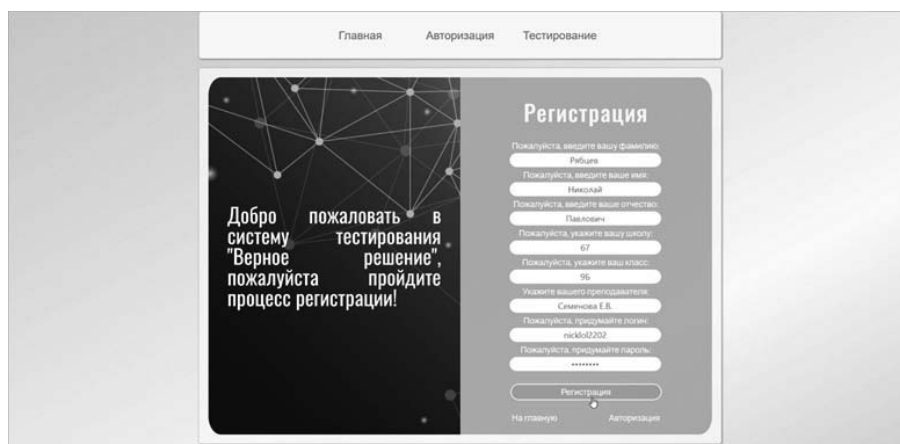 Главная Авторизация Тестирование
Добро пожаловать в
систему тестирования
"Верное решение",
пожалуйста пройдите
процесс регистрации!
Регистрация
Пожалуйста, введите вашу фамилию:
Рябцев
Пожалуйста, введите ваше имя:
Николай
Пожалуйста, введите ваше отчество:
Павлович
Пожалуйста, укажите вашу школу:
67
Пожалуйста, укажите ваш класс:
9Б
Укажите вашего преподавателя:
Семенова Е.В.
Пожалуйста, придумайте логин:
nicklol2202
Пожалуйста, придумайте пароль:
••••••••
Регистрация
На главную Авторизация